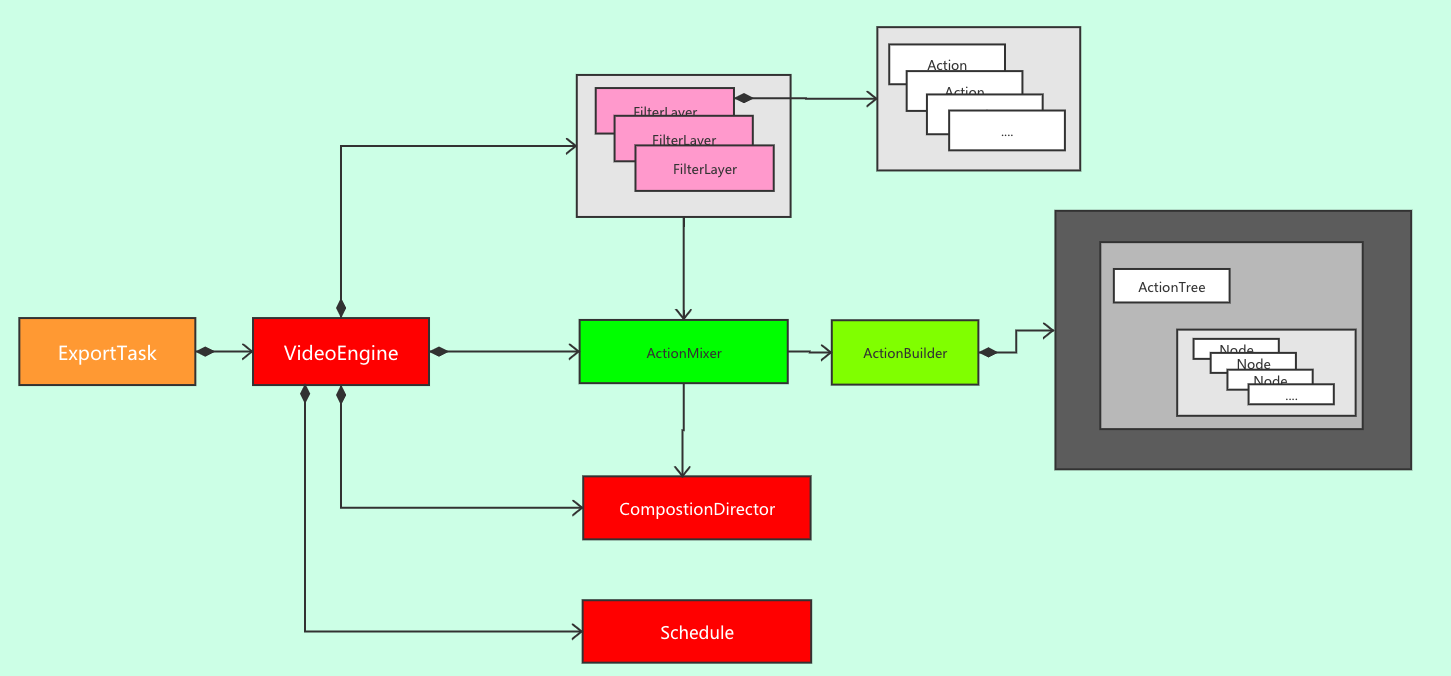 Action
Action
....
FilterLayer
FilterLayer
FilterLayer
ActionTree
ExportTask
VideoEngine
ActionMixer
ActionBuilder
Node
Node
Node
....
CompostionDirector
Schedule